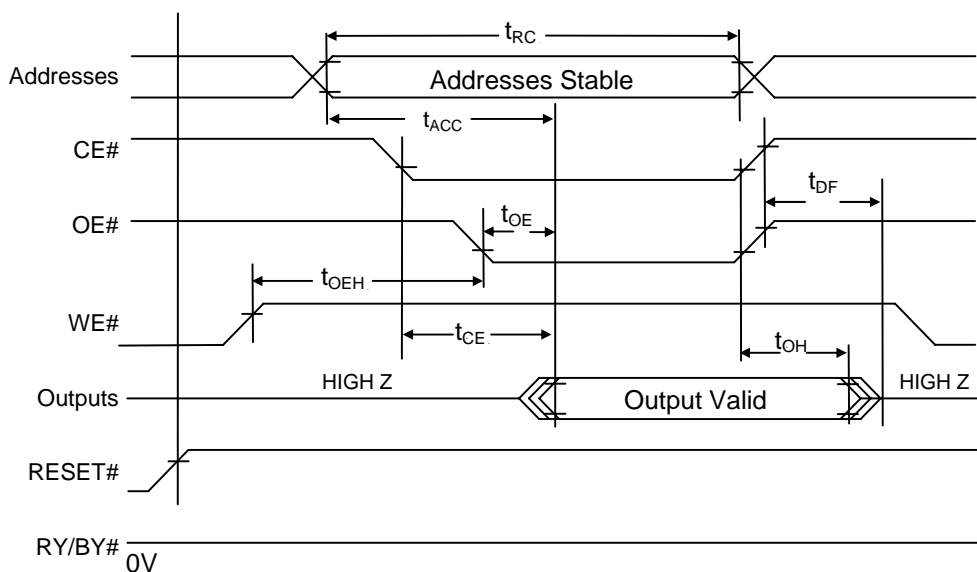 tRC
Addresses
Addresses Stable
tACC
CE#
tDF
OE#
tOE
tOEH
WE#
tCE
tOH
HIGH Z
HIGH Z
Outputs
Output Valid
RESET#
RY/BY#
0V